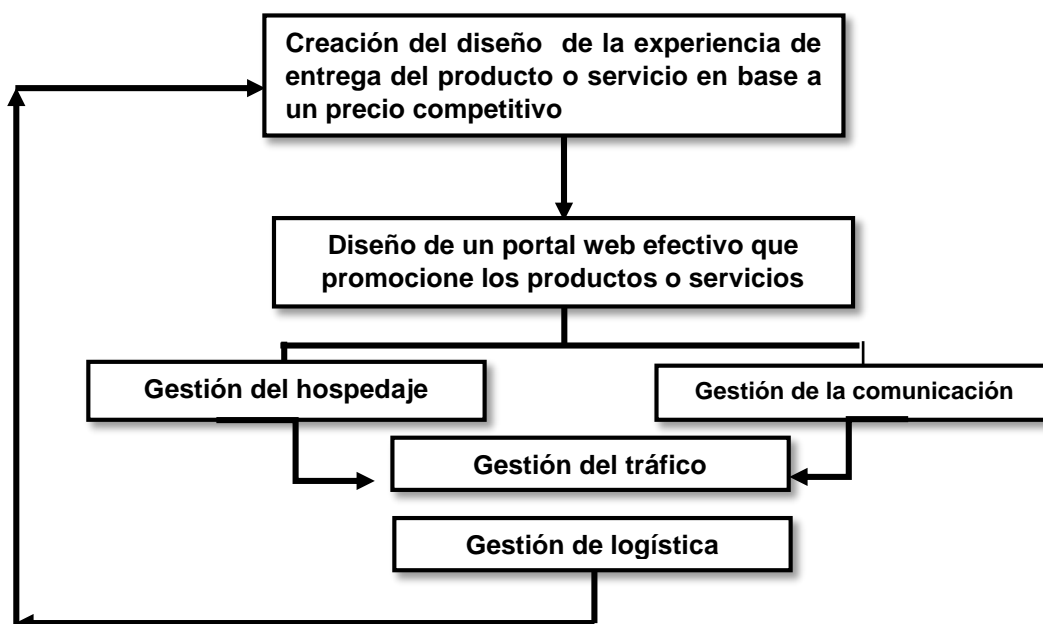 Creación del diseño de la experiencia de
entrega del producto o servicio en base a
un precio competitivo
Diseño de un portal web efectivo que
promocione los productos o servicios
Gestión del hospedaje
Gestión de la comunicación
Gestión del tráfico
Gestión de logística